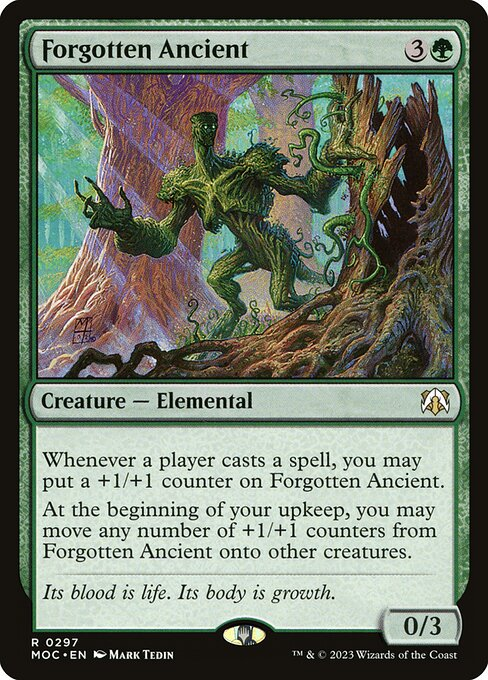 Forgotten Ancient 3
Creature — Elemental
Whenever a player casts a spell, you may
put a +1/+1 counter on Forgotten Ancient.
At the beginning of your upkeep, you may
move any number of +1/+1 counters from
Forgotten Ancient onto other creatures.
Its blood is life. Its body is growth.
0/3
R 0297
MOC • EN Mark Tedin ™ & © 2023 Wizards of the Coast